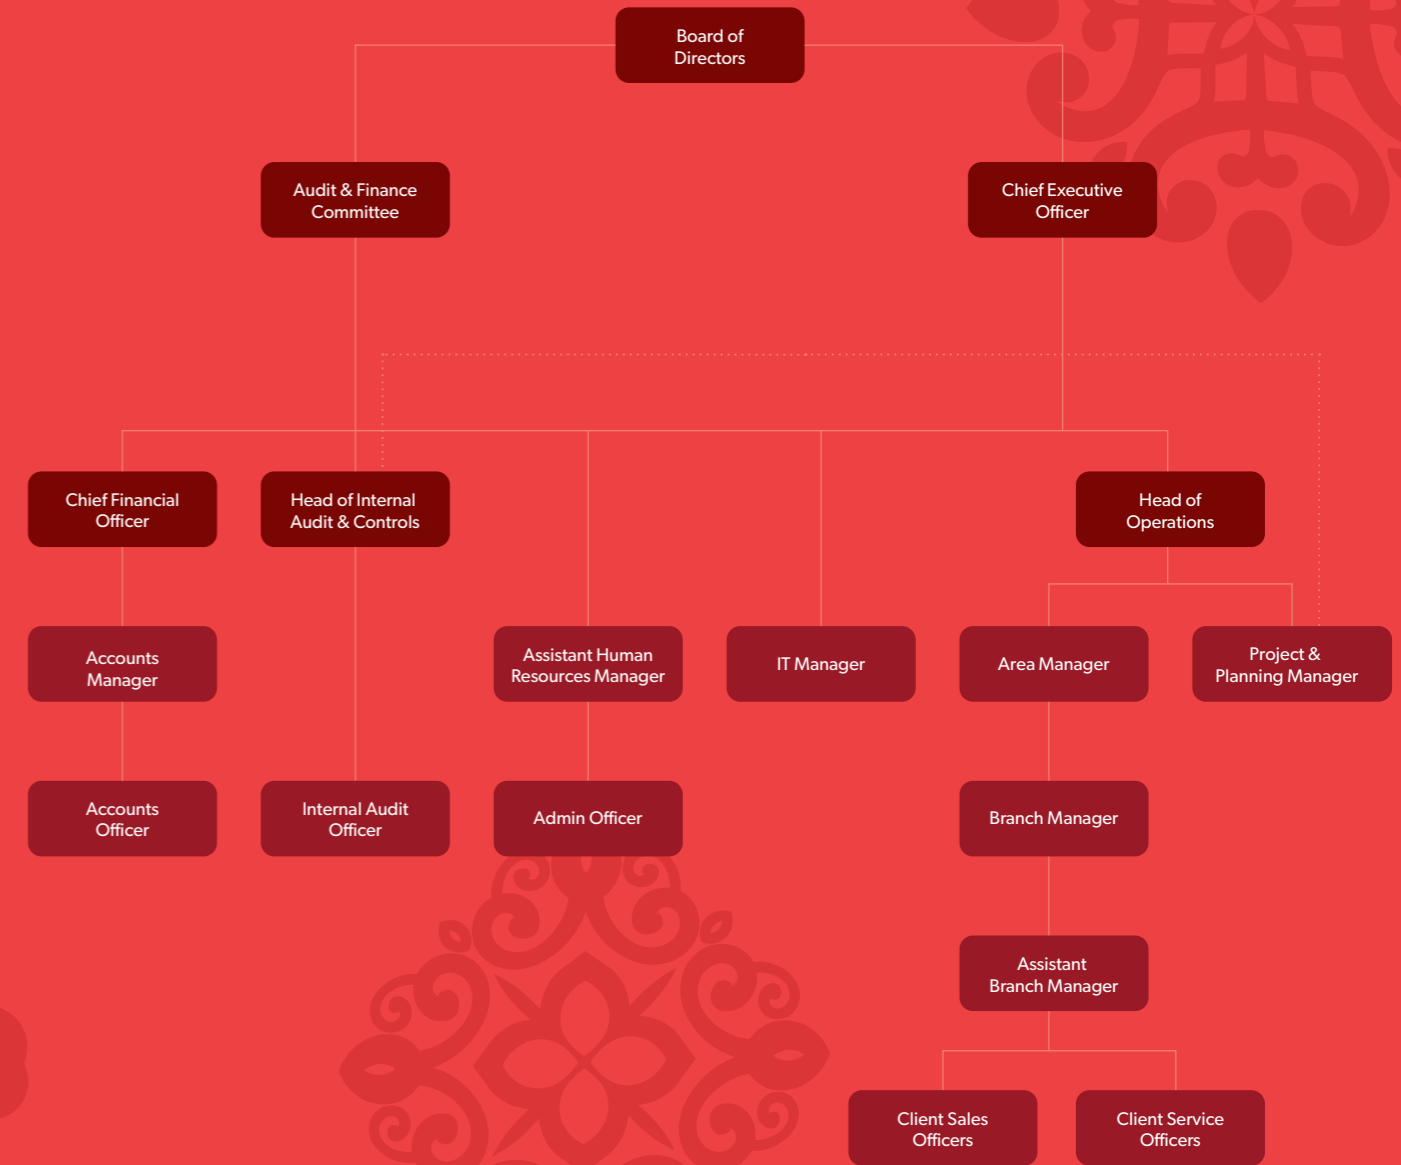 Board of
Directors
Audit & Finance
Committee
Chief Executive
Officer
Chief Financial
Officer
Head of Internal
Audit & Controls
Head of
Operations
Accounts
Manager
Assistant Human
Resources Manager
IT Manager
Area Manager
Project &
Planning Manager
Accounts
Officer
Internal Audit
Officer
Admin Officer
Branch Manager
Assistant
Branch Manager
Client Sales
Officers
Client Service
Officers